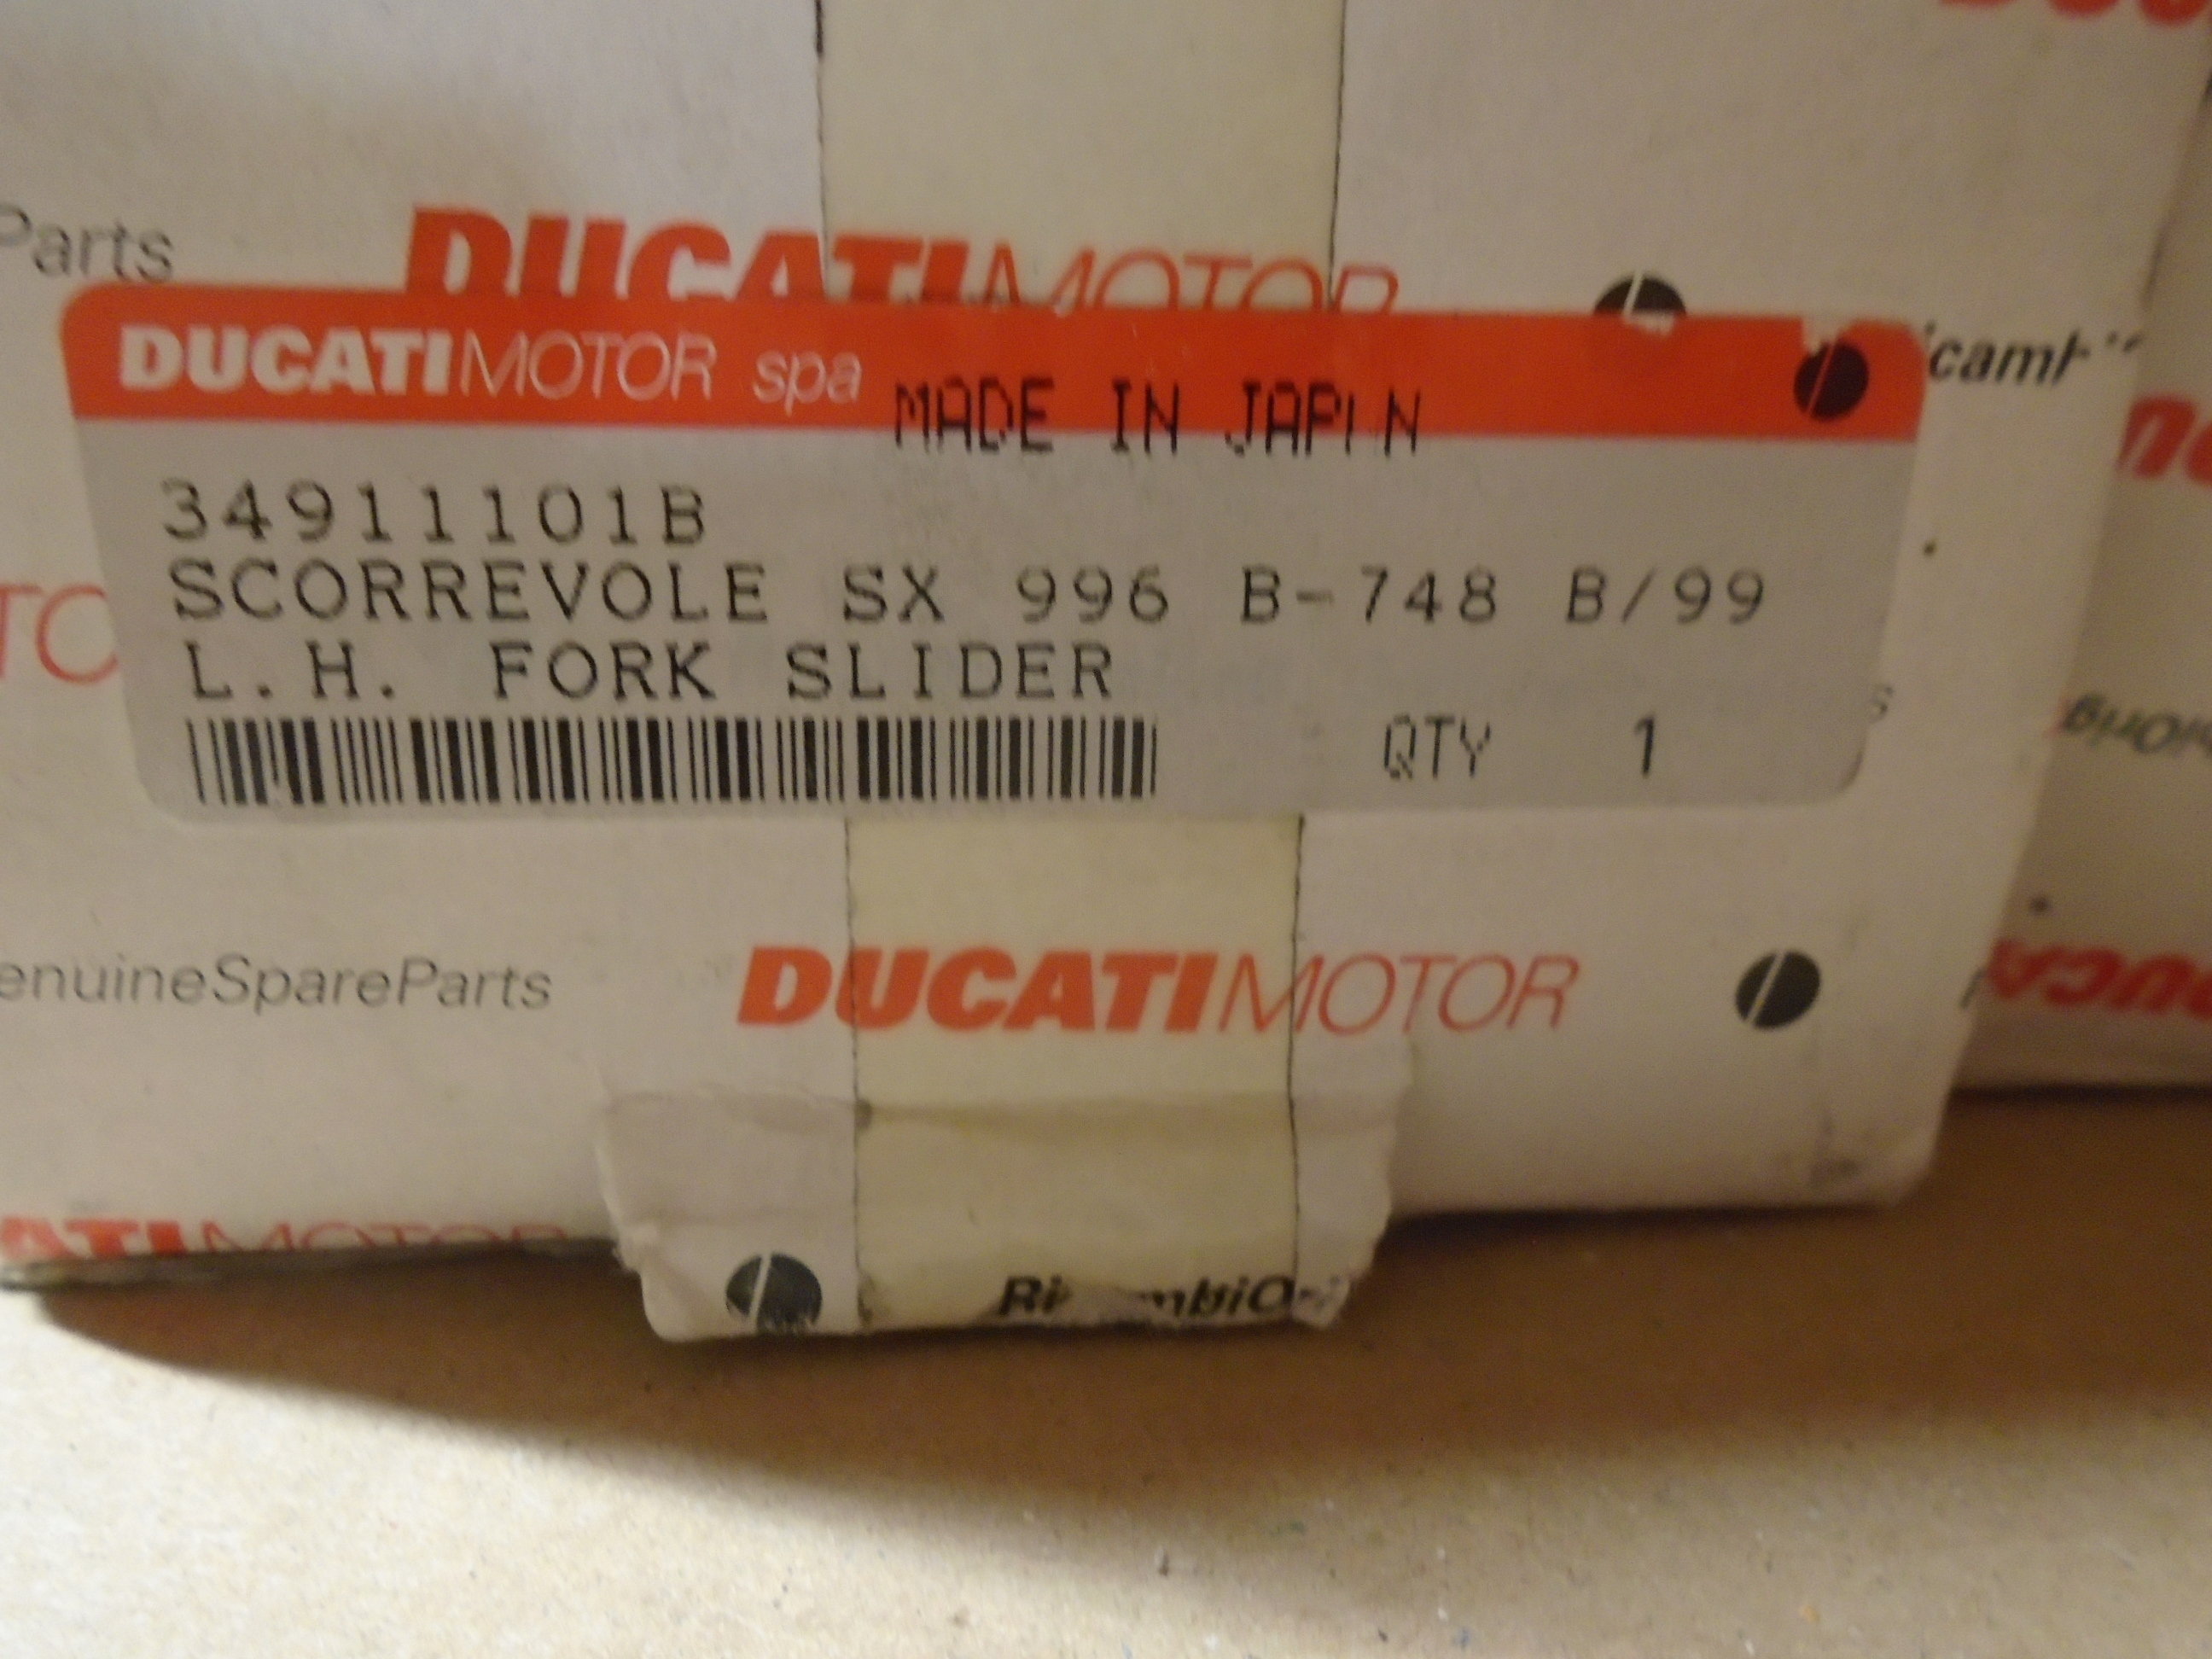 Parts
DUCATIMOTOR
DUCATIMOTOR spa
MADE IN JAPAN
34911101B
SCORREVOLE SX 996 B-748 B/99
L.H. FORK SLIDER
QTY 1
enuineSpareParts
DUCATIMOTOR
ATIMOTOR